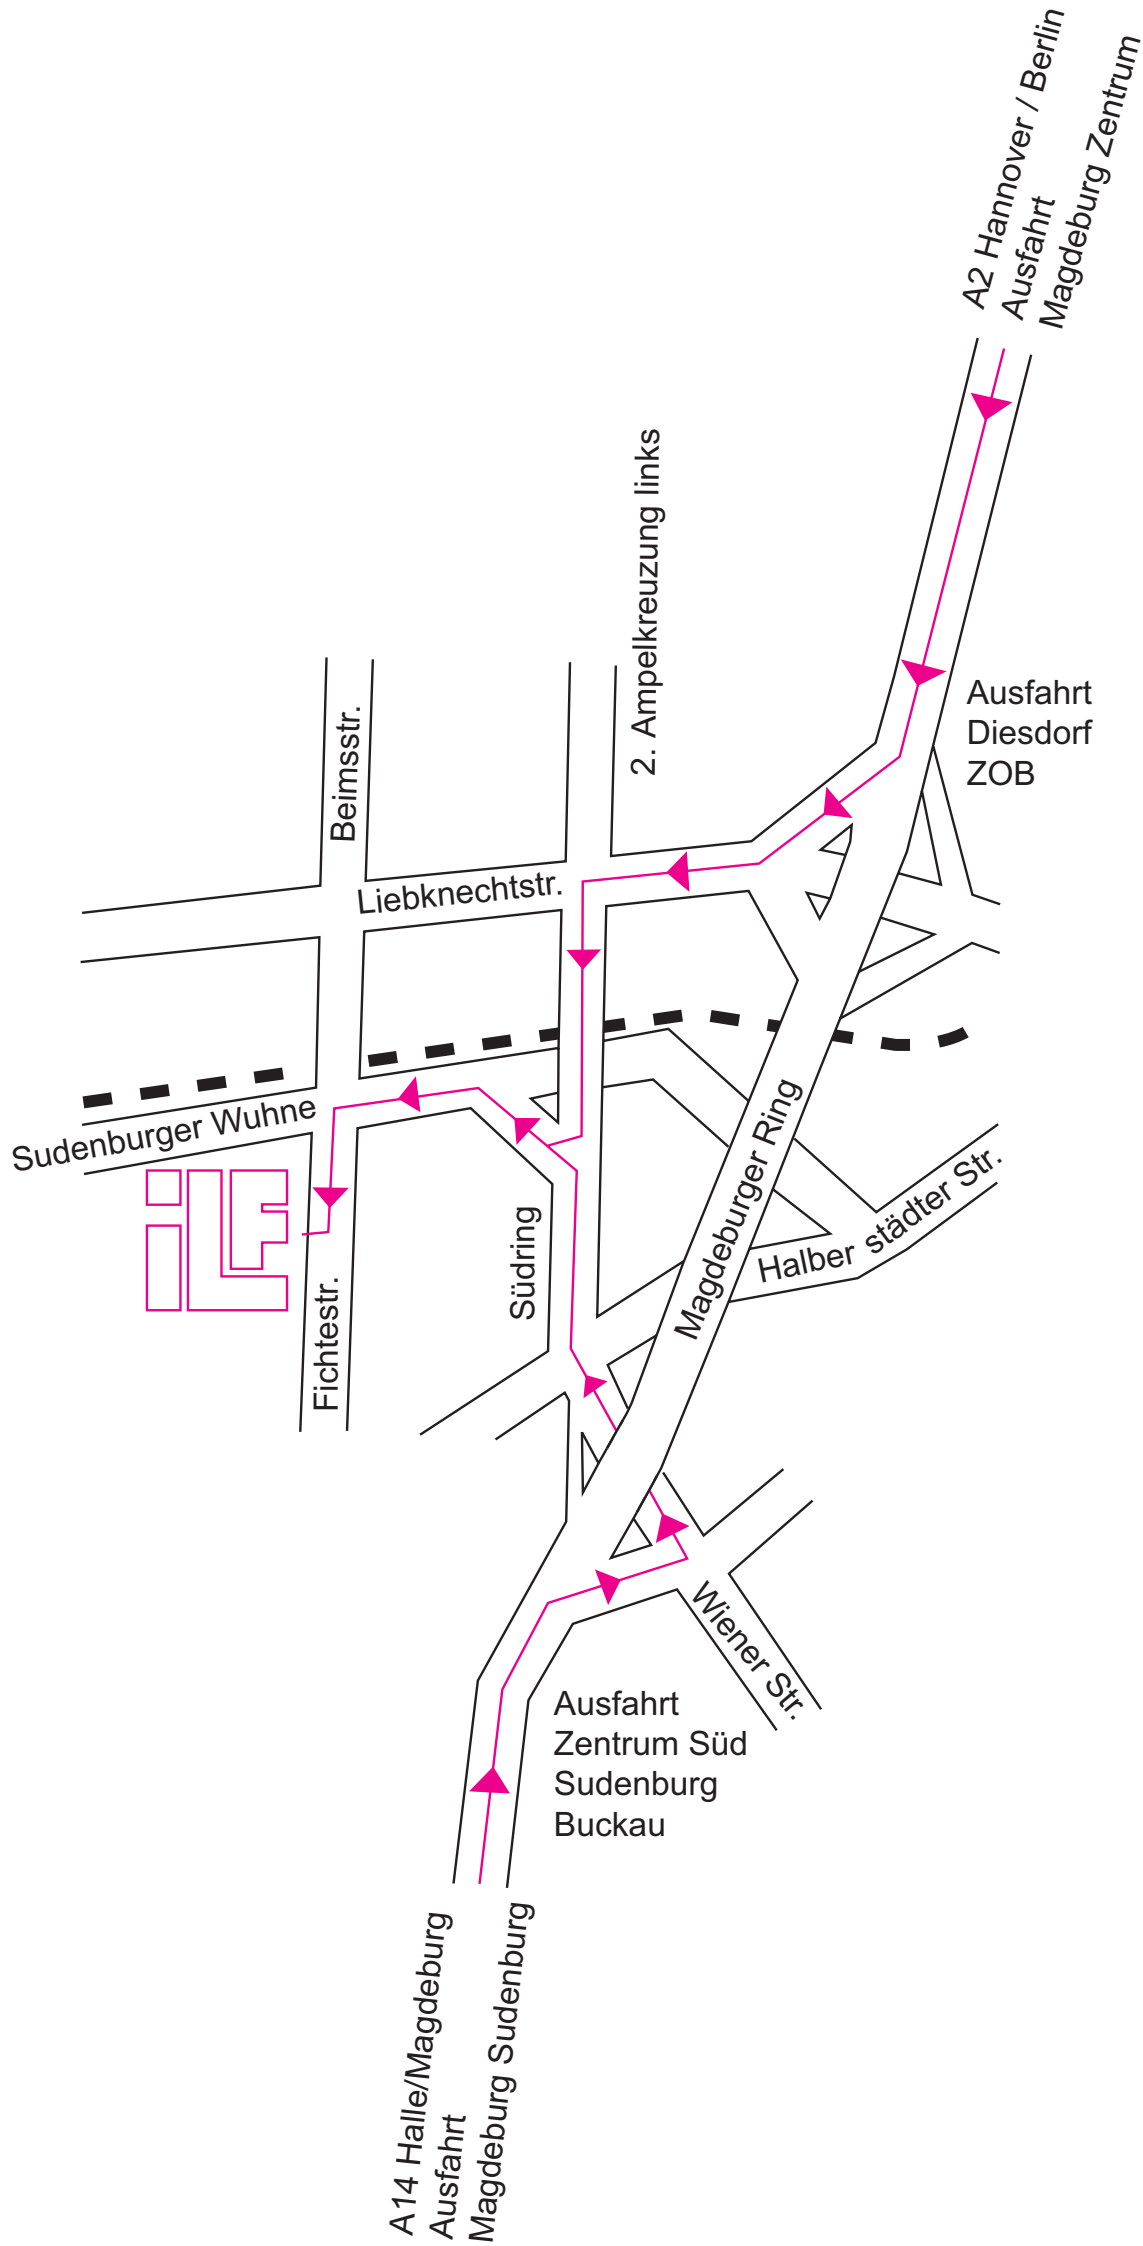 A2 Hannover / Berlin
Ausfahrt
Magdeburg Zentrum
2. Ampelkreuzung links
Ausfahrt
Diesdorf
ZOB
Beimsstr.
Liebknechtstr.
Sudenburger Wuhne
iLF
Magdeburger Ring
Halber städter Str.
Südring
Fichtestr.
Wiener Str.
Ausfahrt
Zentrum Süd
Sudenburg
Buckau
A14 Halle/Magdeburg
Ausfahrt
Magdeburg Sudenburg